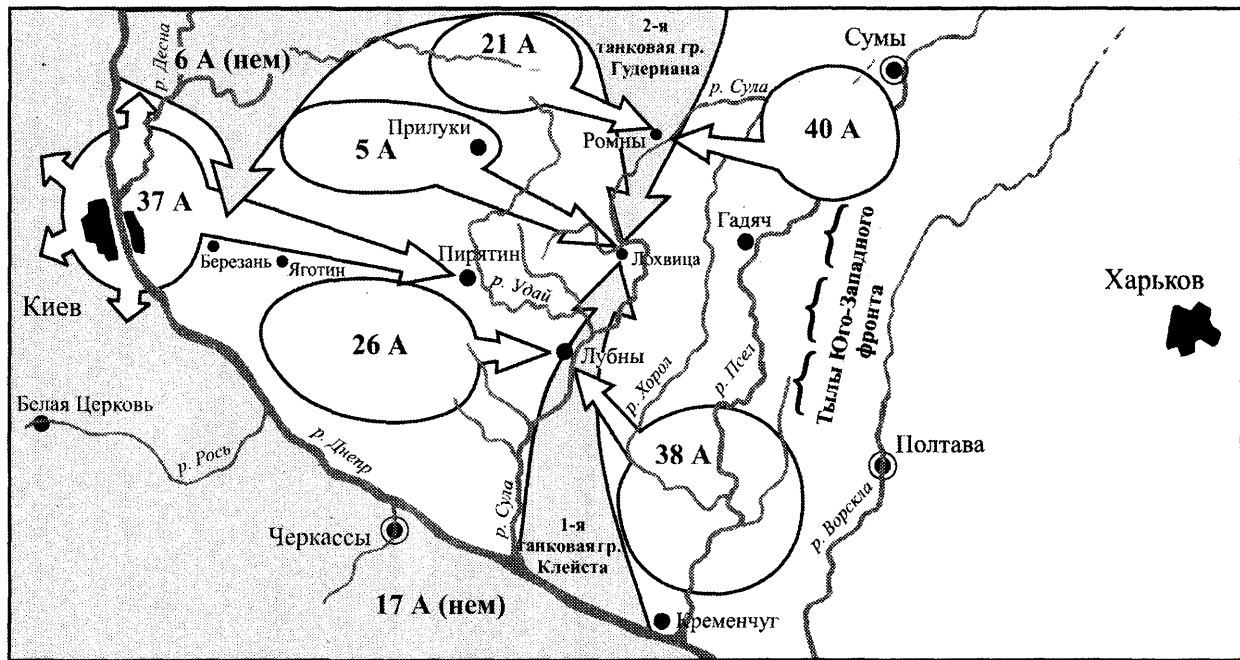 6 А (нем)
р. Десна
21 А
2-я
танковая гр.
Гудериана
Сумы
р. Сула
40 А
Прилуки
5 А
Ромны
37 А
Гадяч
Березань
Яготин
Пирятин
р. Удай
Лохвица
Киев
Харьков
Тылы Юго-Западного
фронта
26 А
Лубны
р. Хорол
р. Псел
Белая Церковь
р. Рось
р. Днепр
38 А
Полтава
р. Сула
р. Ворскла
Черкассы
1-я
танковая гр.
Клейста
17 А (нем)
Кременчуг